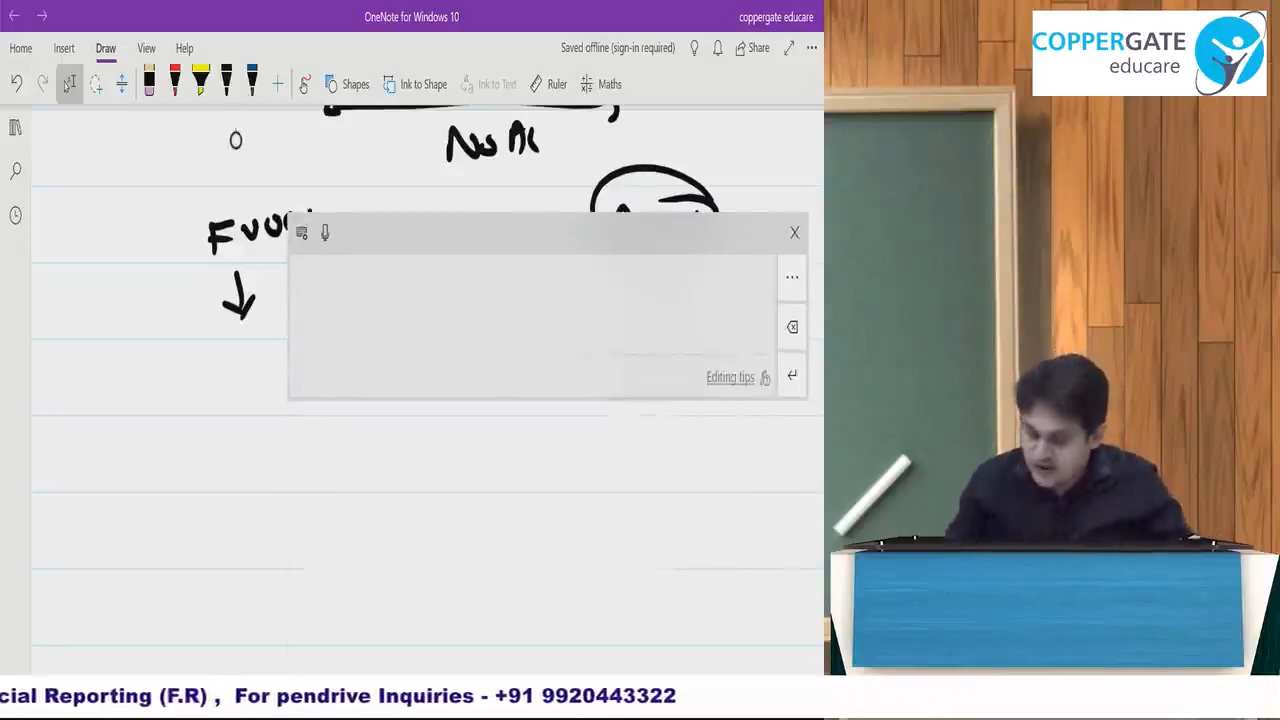 OneNote for Windows 10
coppergate educare
Home Insert Draw View Help
Saved offline (sign-in required)
Share
Shapes
Ink to Shape
Ink to Text
Ruler
Maths
COPPERGATE
educare
Editing tips
cial Reporting (F.R) , For pendrive Inquiries - +91 9920443322